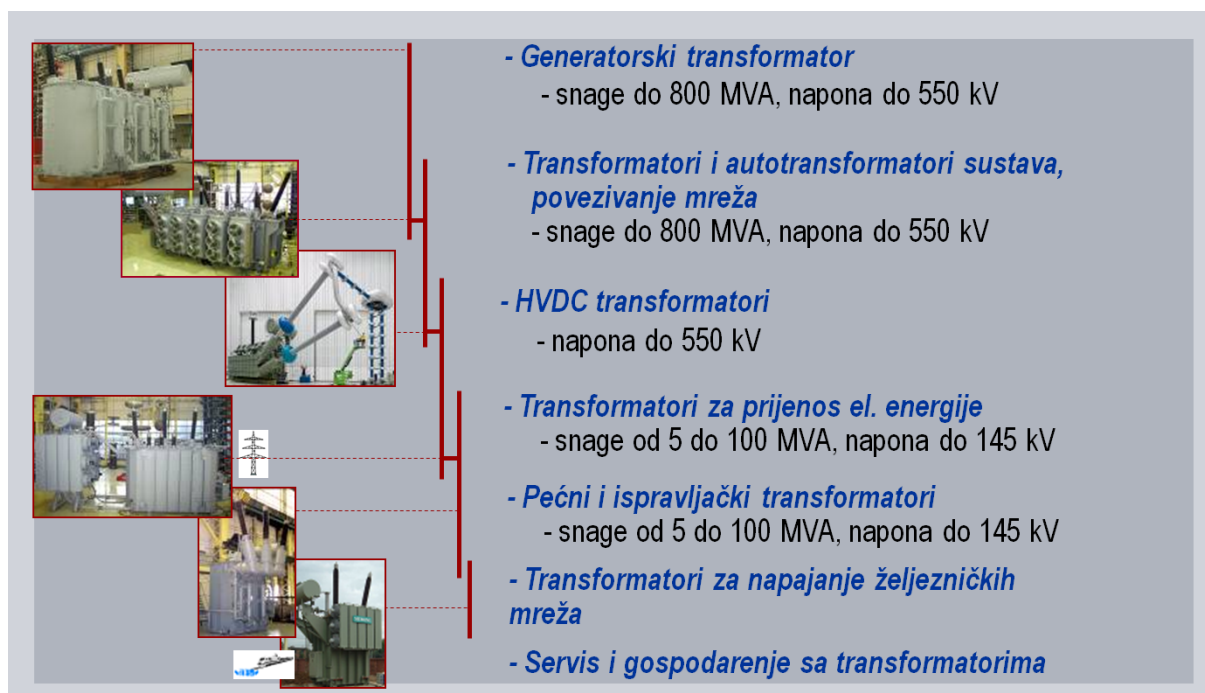 - Generatorski transformator
- snage do 800 MVA, napona do 550 kV
- Transformatori i autotransformatori sustava,
povezivanje mreža
- snage do 800 MVA, napona do 550 kV
- HVDC transformatori
- napona do 550 kV
- Transformatori za prijenos el. energije
- snage od 5 do 100 MVA, napona do 145 kV
- Pećni i ispravljački transformatori
- snage od 5 do 100 MVA, napona do 145 kV
- Transformatori za napajanje željezničkih
mreža
- Servis i gospodarenje sa transformatorima